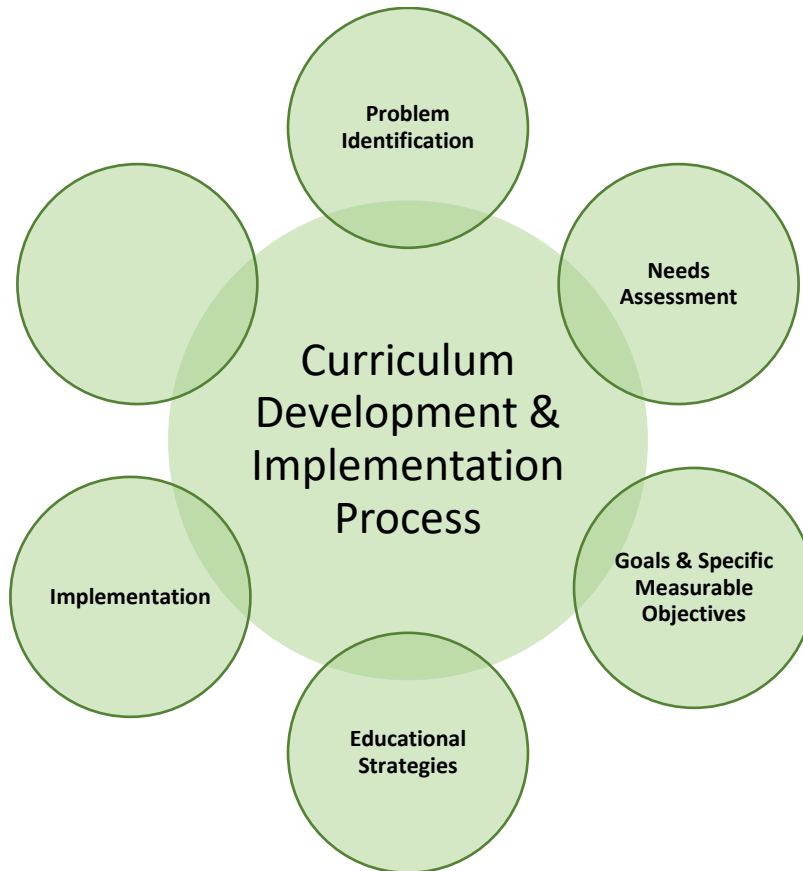 Problem
Identification
Needs
Assessment
Curriculum
Development &
Implementation
Process
Goals & Specific
Measurable
Objectives
Implementation
Educational
Strategies